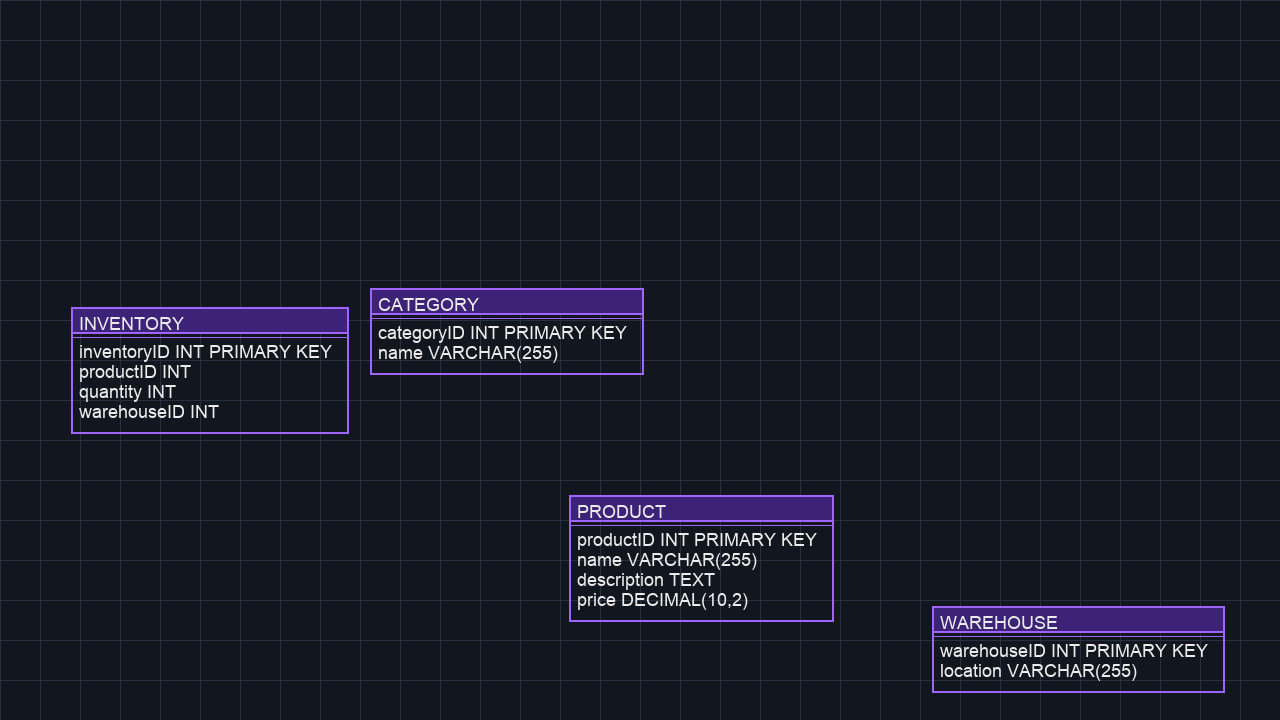 INVENTORY
inventoryID INT PRIMARY KEY
productID INT
quantity INT
warehouseID INT
CATEGORY
categoryID INT PRIMARY KEY
name VARCHAR(255)
PRODUCT
productID INT PRIMARY KEY
name VARCHAR(255)
description TEXT
price DECIMAL(10,2)
WAREHOUSE
warehouseID INT PRIMARY KEY
location VARCHAR(255)